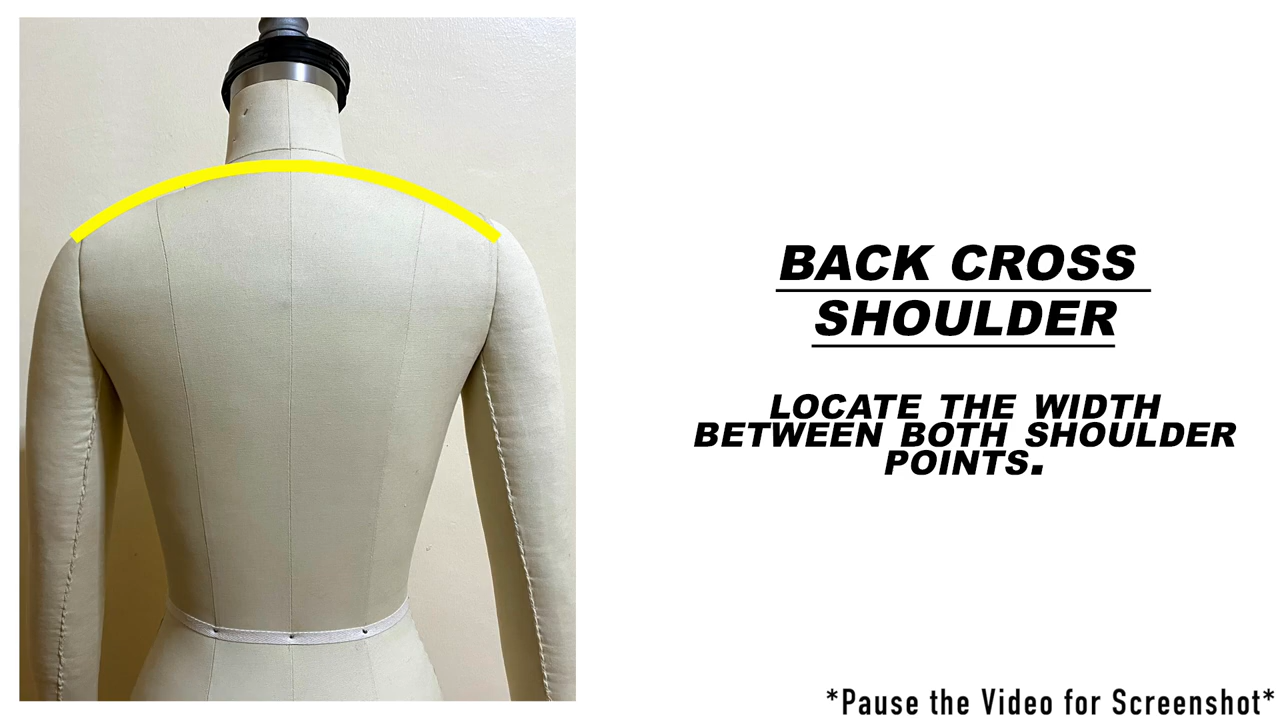 BACK CROSS
SHOULDER
LOCATE THE WIDTH
BETWEEN BOTH SHOULDER
POINTS.
*Pause the Video for Screenshot*